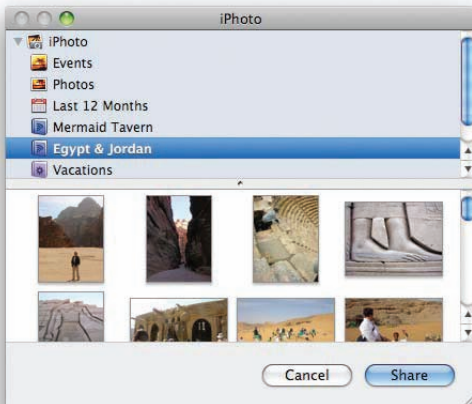 iPhoto
iPhoto
Events
Photos
Last 12 Months
Mermaid Tavern
Egypt & Jordan
Vacations
Cancel Share